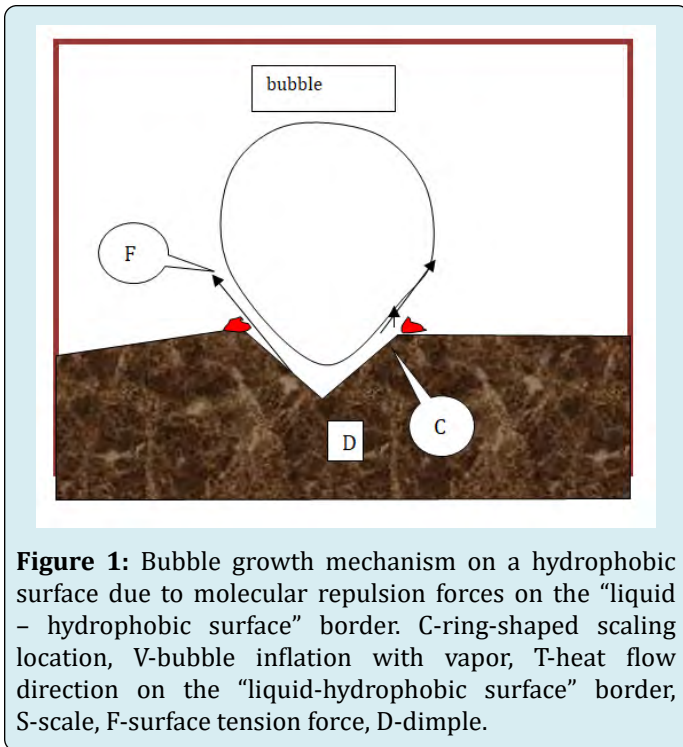 bubble
F
C
D
Figure 1: Bubble growth mechanism on a hydrophobic
surface due to molecular repulsion forces on the “liquid
– hydrophobic surface” border. C-ring-shaped scaling
location, V-bubble inflation with vapor, T-heat flow
direction on the “liquid-hydrophobic surface” border,
S-scale, F-surface tension force, D-dimple.